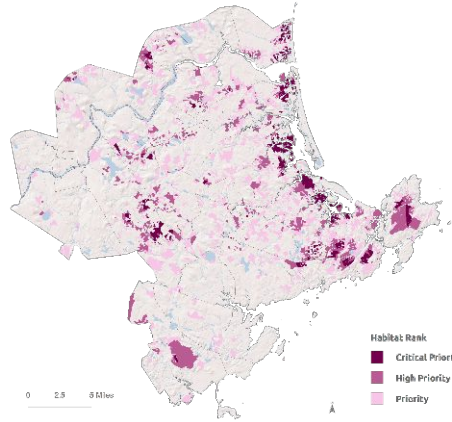 Habitat Rank
Critical Priori
High Priority
Priority
0 2.5 5 Miles